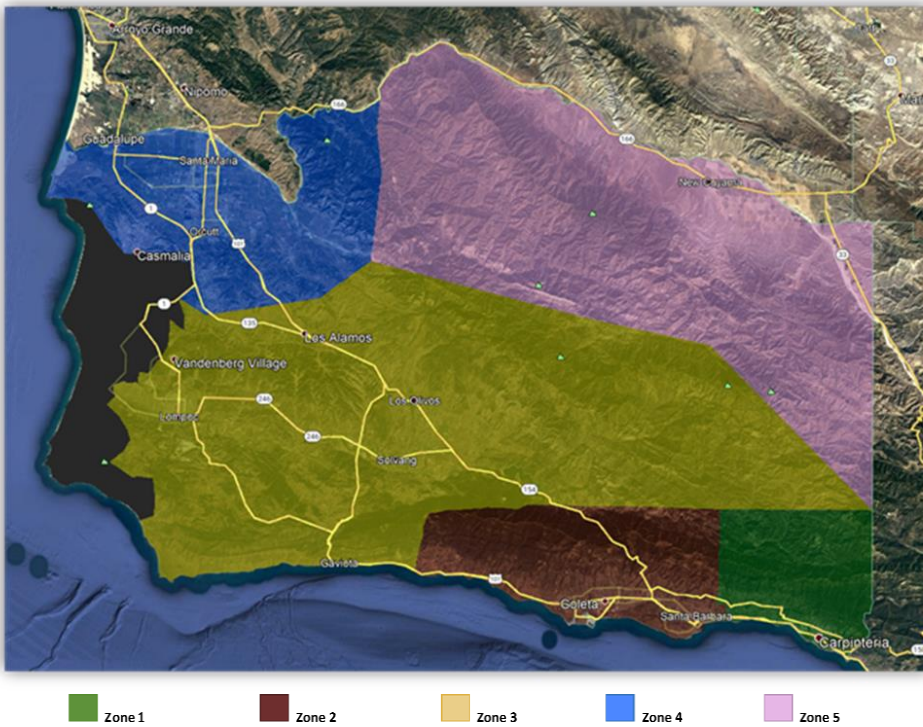 Arroyo Grande
33
Nipomo
166
Guadalupe
166
Santa Maria
New Cuyama
1
Orcutt
101
33
Casmalia
1
135
Los Alamos
Vandenberg Village
246
Los Olivos
Lompoc
246
Solvang
154
Gaviota
101
Goleta
Santa Barbara
Carpinteria
Zone 1
Zone 2
Zone 3
Zone 4
Zone 5